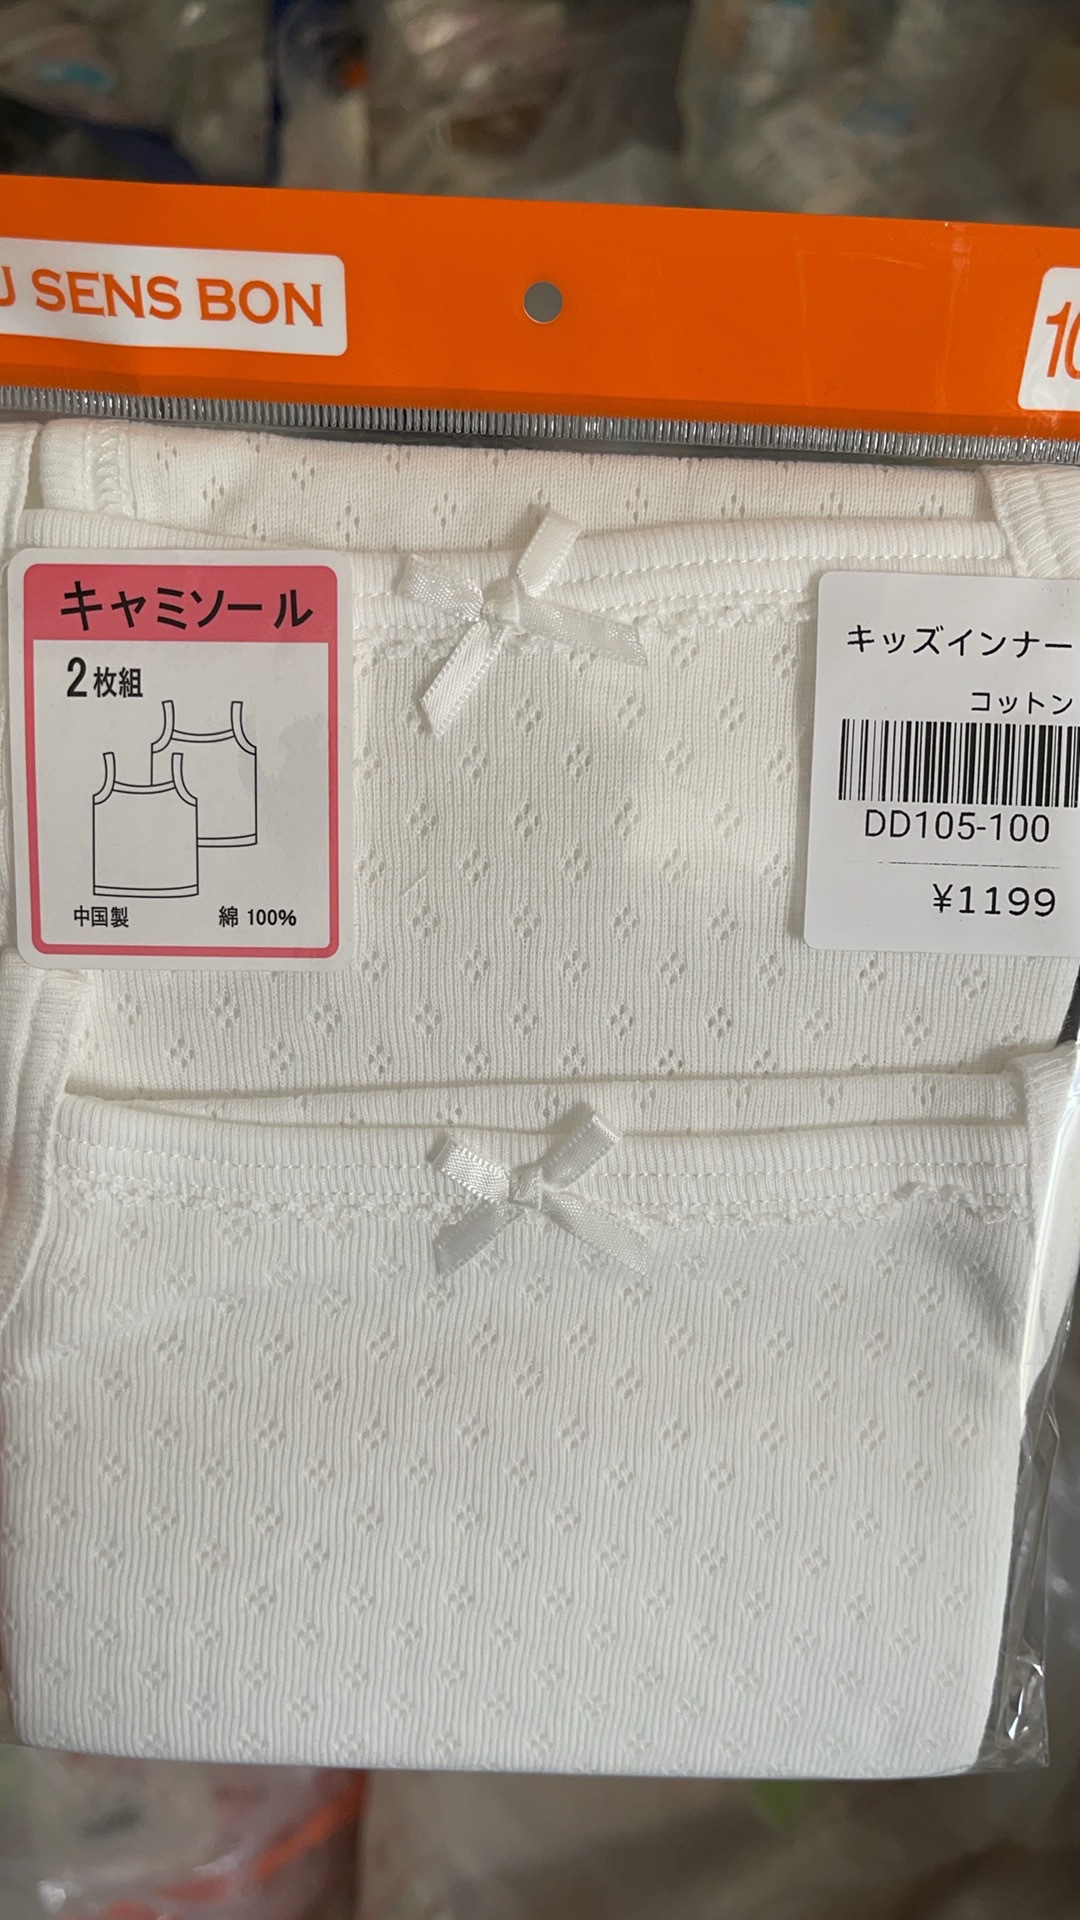 SENS BON
キャミソール
2枚組
中国製 綿 100%
キッズインナー
コットン
DD105-100
¥1199